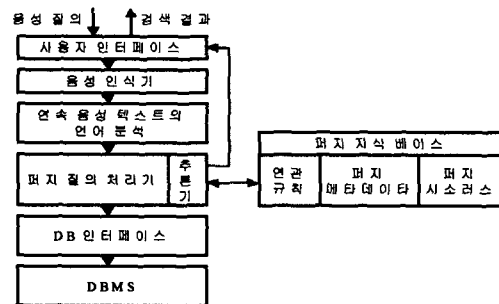 음성 질의 검색 결과
사용자 인터페이스
음성 인식기
연속 음성 텍스트의
언어 분석
퍼지 질의 처리기
추
론
기
퍼지 지식 베이스
연관
규칙
퍼지
메타데이타
퍼지
시소러스
DB 인터페이스
DBMS